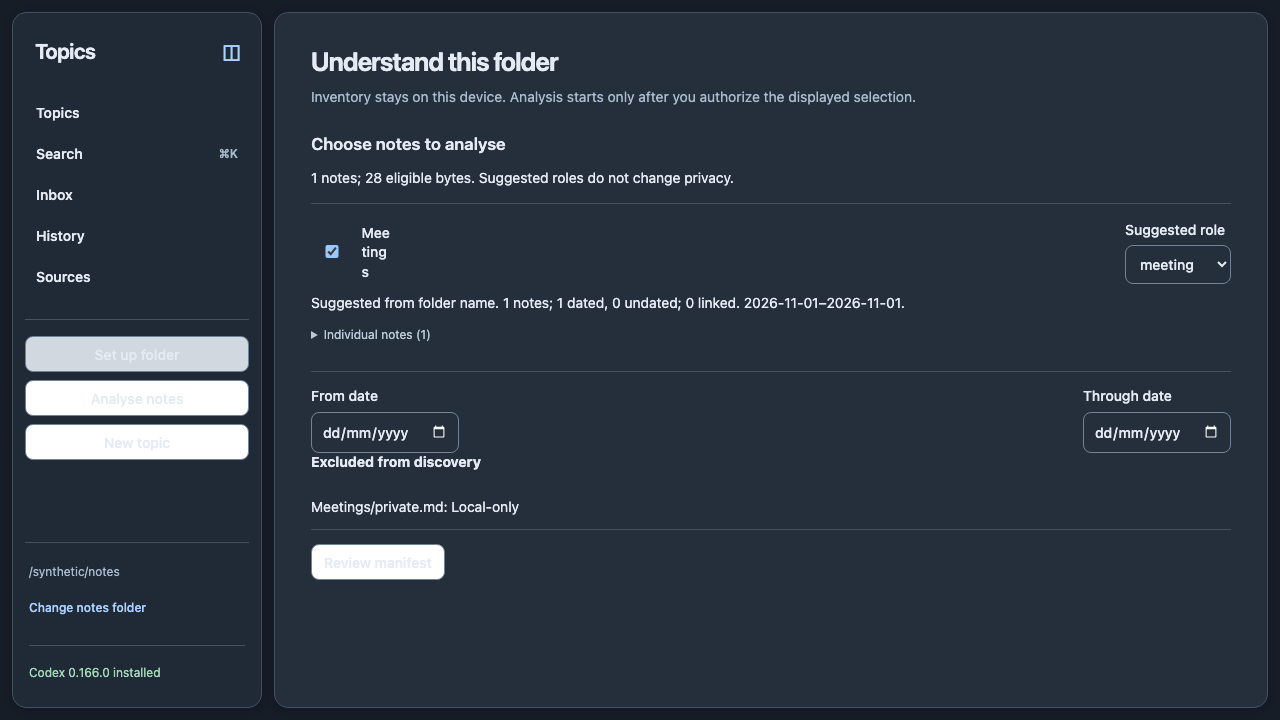 Topics
Topics
Search ⌘K
Inbox
History
Sources
Set up folder
Analyse notes
New topic
/synthetic/notes
Change notes folder
Codex 0.166.0 installed
Understand this folder
Inventory stays on this device. Analysis starts only after you authorize the displayed selection.
Choose notes to analyse
1 notes; 28 eligible bytes. Suggested roles do not change privacy.
Mee
ting
s
Suggested role
meeting
Suggested from folder name. 1 notes; 1 dated, 0 undated; 0 linked. 2026-11-01–2026-11-01.
Individual notes (1)
From date
dd/mm/yyyy
Through date
dd/mm/yyyy
Excluded from discovery
Meetings/private.md: Local-only
Review manifest